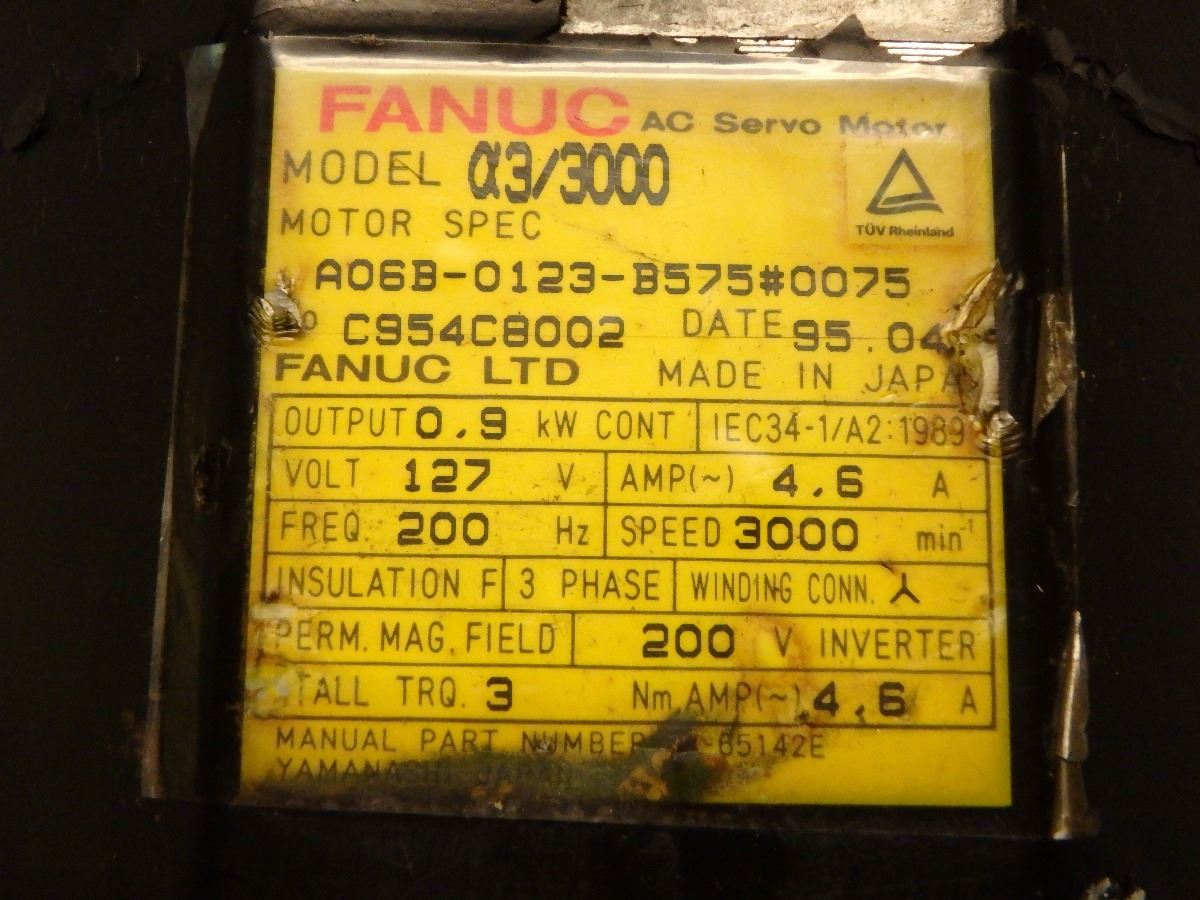 FANUC AC Servo Motor
MODEL α3/3000
TÜV Rheinland
MOTOR SPEC
A06B-0123-B575#0075
C954C8002 DATE 95.04
FANUC LTD MADE IN JAPA
OUTPUT 0.9 kW CONT IEC34-1/A2:1989
VOLT 127 V AMP(~) 4.6 A
FREQ. 200 Hz SPEED 3000 min⁻¹
INSULATION F 3 PHASE WINDING CONN. 人
PERM. MAG. FIELD 200 V INVERTER
TALL TRQ. 3 Nm AMP(~) 4.6 A
MANUAL PART NUMBER -65142E
YAMANASHI JAPAN